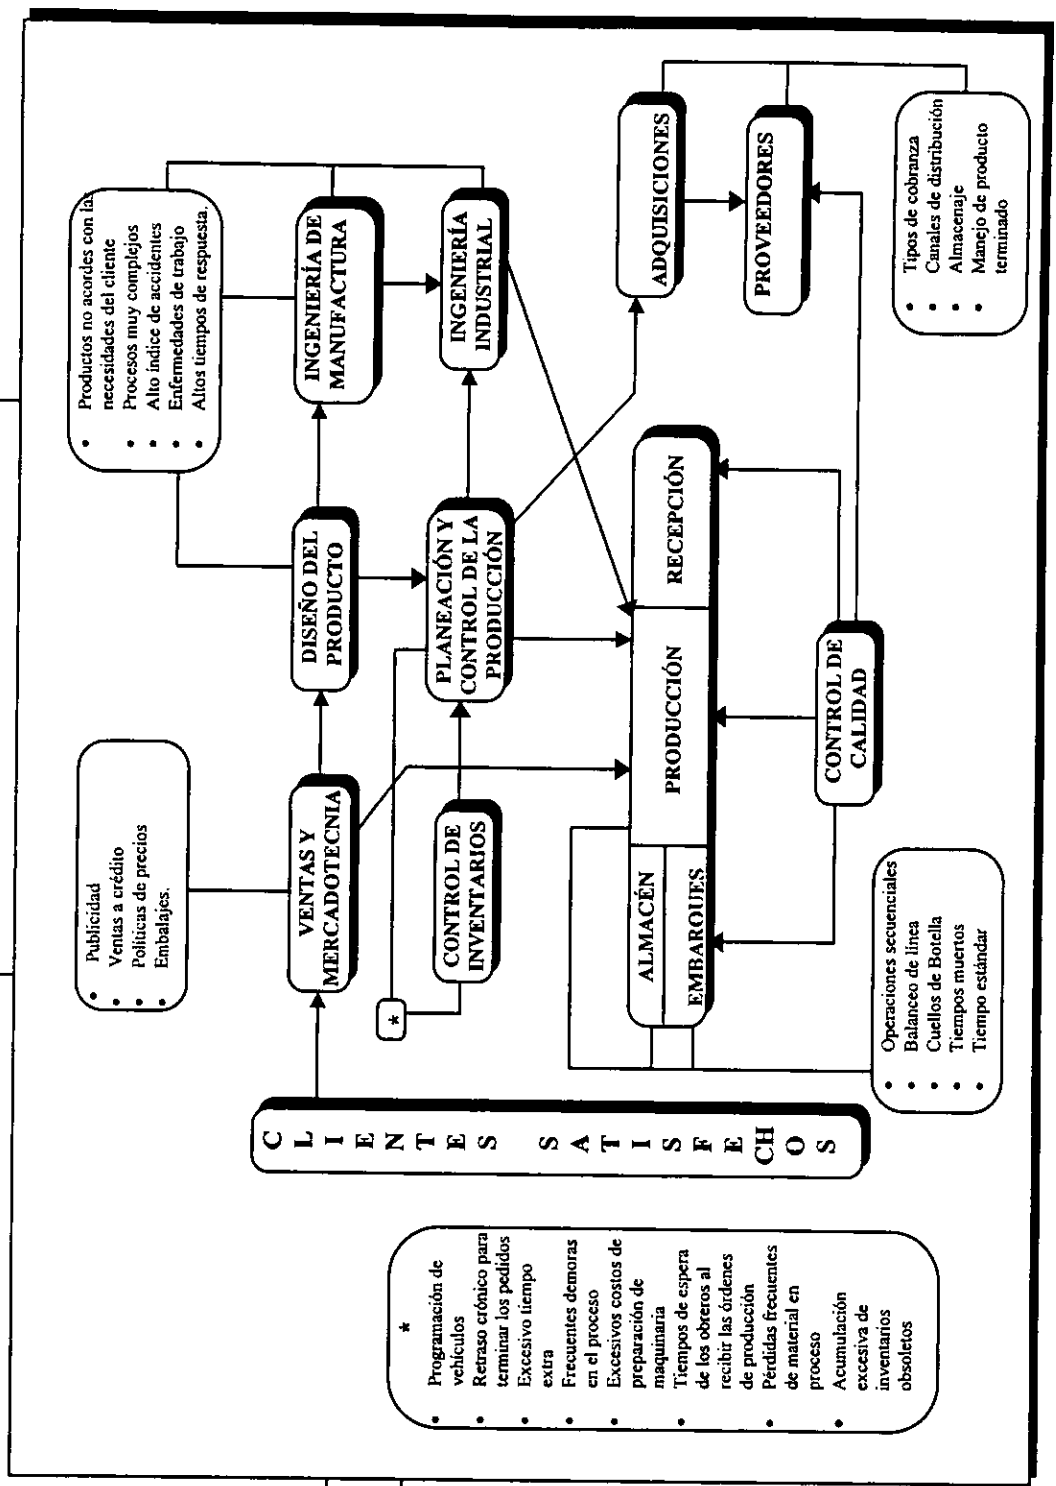 Publicidad
Ventas a crédito
Políticas de precios
Embalajes.
Productos no acordes con las
necesidades del cliente
Procesos muy complejos
Alto índice de accidentes
Enfermedades de trabajo
Altos tiempos de respuesta.
VENTAS Y
MERCADOTECNIA
DISEÑO DEL
PRODUCTO
INGENIERÍA DE
MANUFACTURA
*
CONTROL DE
INVENTARIOS
PLANEACIÓN Y
CONTROL DE LA
PRODUCCIÓN
INGENIERÍA
INDUSTRIAL
CLIENTES SATISFECHOS
ALMACÉN
EMBARQUES
PRODUCCIÓN
RECEPCIÓN
ADQUISICIONES
PROVEEDORES
CONTROL DE
CALIDAD
*
Programación de
vehículos
Retraso crónico para
terminar los pedidos
Excesivo tiempo
extra
Frecuentes demoras
en el proceso
Excesivos costos de
preparación de
maquinaria
Tiempos de espera
de los obreros al
recibir las órdenes
de producción
Pérdidas frecuentes
de material en
proceso
Acumulación
excesiva de
inventarios
obsoletos
Operaciones secuenciales
Balanceo de línea
Cuellos de Botella
Tiempos muertos
Tiempo estándar
Tipos de cobranza
Canales de distribución
Almacenaje
Manejo de producto
terminado